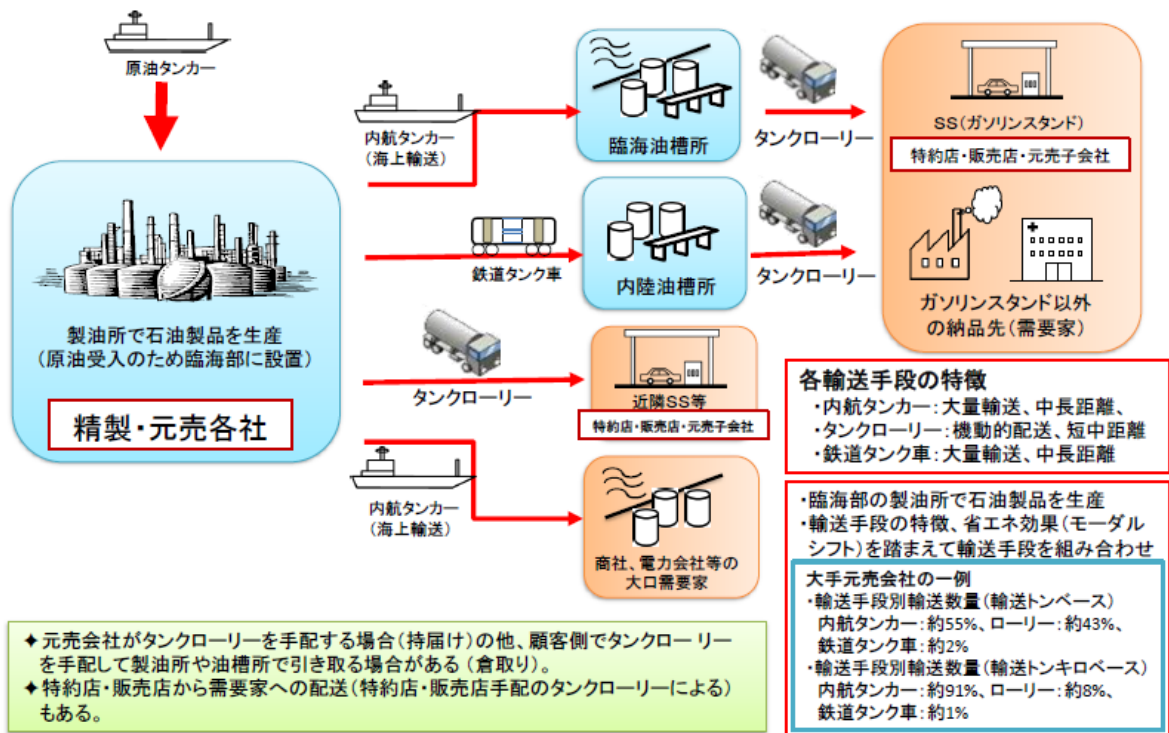 原油タンカー
製油所で石油製品を生産
(原油受入のため臨海部に設置)
精製・元売各社
内航タンカー
(海上輸送)
臨海油槽所
タンクローリー
SS(ガソリンスタンド)
特約店・販売店・元売子会社
鉄道タンク車
内陸油槽所
タンクローリー
ガソリンスタンド以外
の納品先(需要家)
タンクローリー
近隣SS等
特約店・販売店・元売子会社
内航タンカー
(海上輸送)
商社、電力会社等の
大口需要家
各輸送手段の特徴
・内航タンカー:大量輸送、中長距離、
・タンクローリー:機動的配送、短中距離
・鉄道タンク車:大量輸送、中長距離
・臨海部の製油所で石油製品を生産
・輸送手段の特徴、省エネ効果(モーダル
シフト)を踏まえて輸送手段を組み合わせ
大手元売会社の一例
・輸送手段別輸送数量(輸送トンベース)
内航タンカー:約55%、ローリー:約43%、
鉄道タンク車:約2%
・輸送手段別輸送数量(輸送トンキロベース)
内航タンカー:約91%、ローリー:約8%、
鉄道タンク車:約1%
✦元売会社がタンクローリーを手配する場合(持届け)の他、顧客側でタンクローリー
を手配して製油所や油槽所で引き取る場合がある(倉取り)。
✦特約店・販売店から需要家への配送(特約店・販売店手配のタンクローリーによる)
もある。